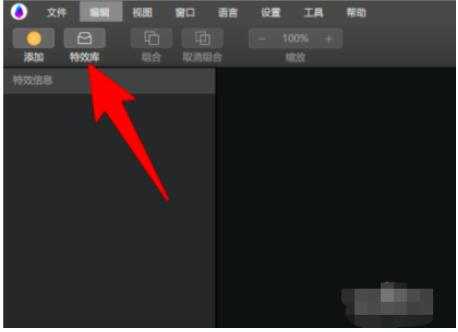 文件 编辑 视图 窗口 语言 设置 工具 帮助
− 100% +
添加 特效库 组合 取消组合 缩放
特效信息